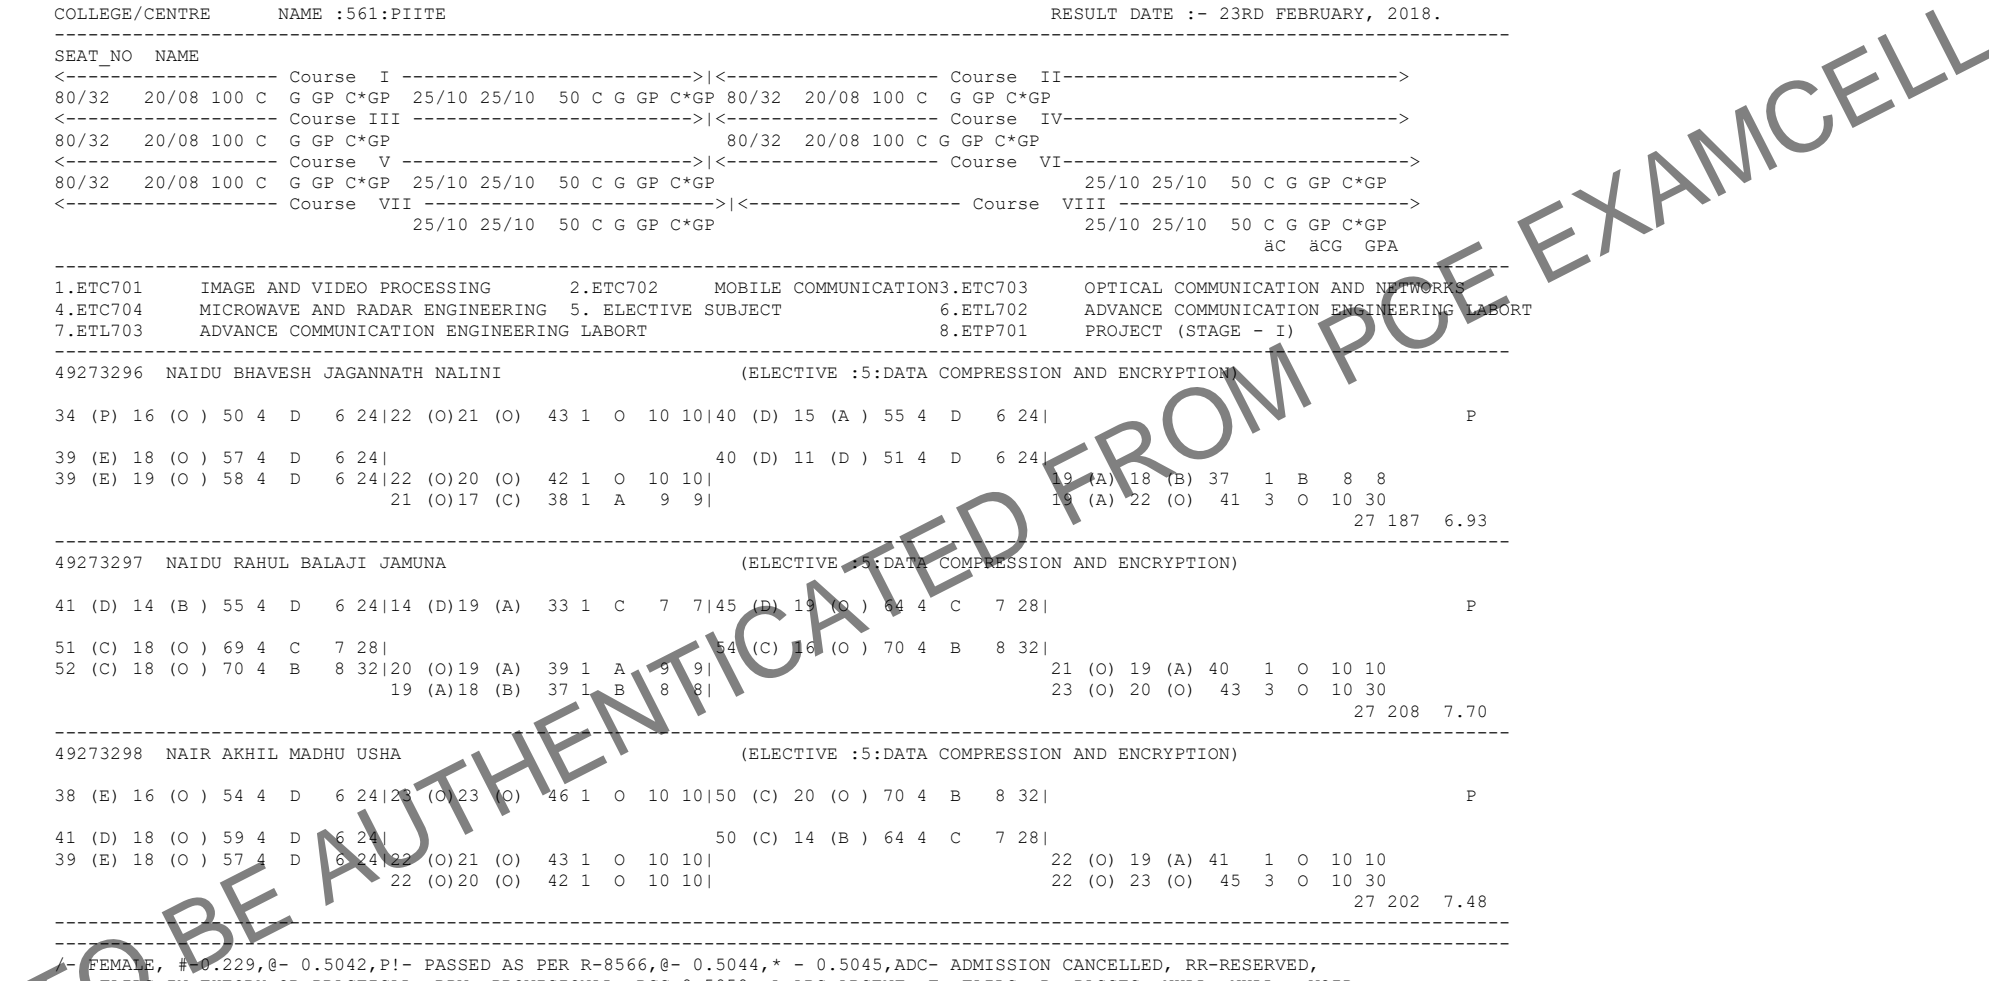 COLLEGE/CENTRE NAME :561:PIITE RESULT DATE :- 23RD FEBRUARY, 2018.
SEAT_NO NAME
<------------------- Course I -------------------------->|<------------------- Course II------------------------------>
80/32 20/08 100 C G GP C*GP 25/10 25/10 50 C G GP C*GP 80/32 20/08 100 C G GP C*GP
<------------------- Course III ------------------------->|<------------------- Course IV------------------------------>
80/32 20/08 100 C G GP C*GP 80/32 20/08 100 C G GP C*GP
<------------------- Course V -------------------------->|<------------------- Course VI------------------------------->
80/32 20/08 100 C G GP C*GP 25/10 25/10 50 C G GP C*GP 25/10 25/10 50 C G GP C*GP
<------------------- Course VII -------------------------->|<------------------- Course VIII -------------------------->
25/10 25/10 50 C G GP C*GP 25/10 25/10 50 C G GP C*GP
äC äCG GPA
1.ETC701 IMAGE AND VIDEO PROCESSING 2.ETC702 MOBILE COMMUNICATION3.ETC703 OPTICAL COMMUNICATION AND NETWORKS
4.ETC704 MICROWAVE AND RADAR ENGINEERING 5. ELECTIVE SUBJECT 6.ETL702 ADVANCE COMMUNICATION ENGINEERING LABORT
7.ETL703 ADVANCE COMMUNICATION ENGINEERING LABORT 8.ETP701 PROJECT (STAGE - I)
49273296 NAIDU BHAVESH JAGANNATH NALINI (ELECTIVE :5:DATA COMPRESSION AND ENCRYPTION)
34 (P) 16 (O ) 50 4 D 6 24|22 (O)21 (O) 43 1 O 10 10|40 (D) 15 (A ) 55 4 D 6 24| P
39 (E) 18 (O ) 57 4 D 6 24| 40 (D) 11 (D ) 51 4 D 6 24|
39 (E) 19 (O ) 58 4 D 6 24|22 (O)20 (O) 42 1 O 10 10| 19 (A) 18 (B) 37 1 B 8 8
21 (O)17 (C) 38 1 A 9 9| 19 (A) 22 (O) 41 3 O 10 30
27 187 6.93
49273297 NAIDU RAHUL BALAJI JAMUNA (ELECTIVE :5:DATA COMPRESSION AND ENCRYPTION)
41 (D) 14 (B ) 55 4 D 6 24|14 (D)19 (A) 33 1 C 7 7|45 (D) 19 (O ) 64 4 C 7 28| P
51 (C) 18 (O ) 69 4 C 7 28| 54 (C) 16 (O ) 70 4 B 8 32|
52 (C) 18 (O ) 70 4 B 8 32|20 (O)19 (A) 39 1 A 9 9| 21 (O) 19 (A) 40 1 O 10 10
19 (A)18 (B) 37 1 B 8 8| 23 (O) 20 (O) 43 3 O 10 30
27 208 7.70
49273298 NAIR AKHIL MADHU USHA (ELECTIVE :5:DATA COMPRESSION AND ENCRYPTION)
38 (E) 16 (O ) 54 4 D 6 24|23 (O)23 (O) 46 1 O 10 10|50 (C) 20 (O ) 70 4 B 8 32| P
41 (D) 18 (O ) 59 4 D 6 24| 50 (C) 14 (B ) 64 4 C 7 28|
39 (E) 18 (O ) 57 4 D 6 24|22 (O)21 (O) 43 1 O 10 10| 22 (O) 19 (A) 41 1 O 10 10
22 (O)20 (O) 42 1 O 10 10| 22 (O) 23 (O) 45 3 O 10 30
27 202 7.48
/- FEMALE, #-0.229,@- 0.5042,P!- PASSED AS PER R-8566,@- 0.5044,* - 0.5045,ADC- ADMISSION CANCELLED, RR-RESERVED,
TO BE AUTHENTICATED FROM PCE EXAMCELL